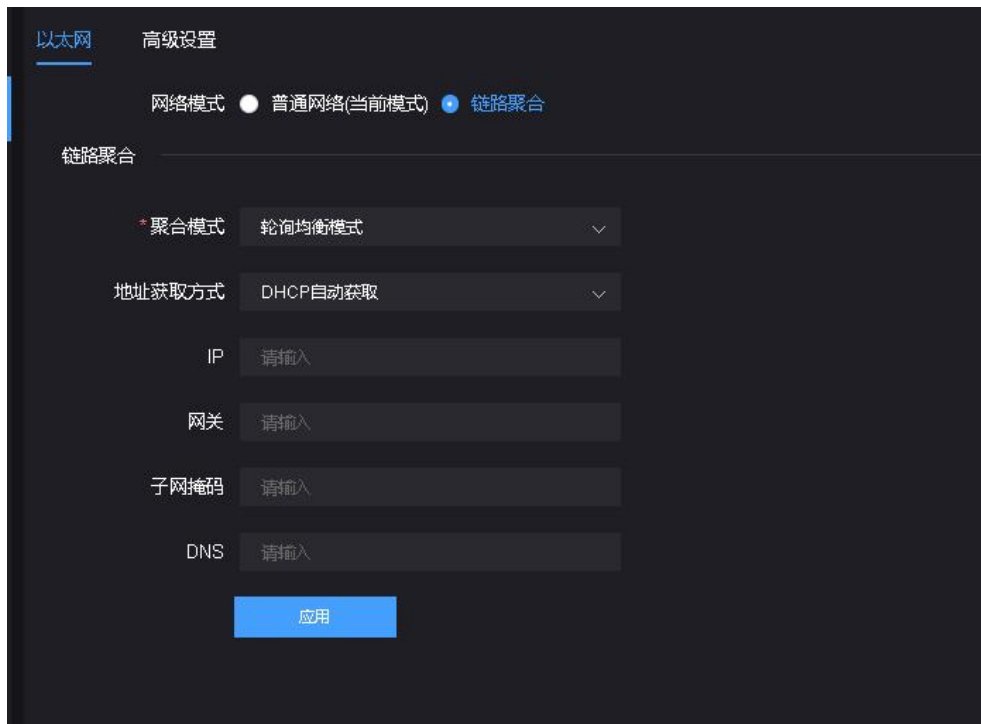 以太网 高级设置
网络模式 普通网络(当前模式) 链路聚合
链路聚合
*聚合模式 轮询均衡模式
地址获取方式 DHCP自动获取
IP 请输入
网关 请输入
子网掩码 请输入
DNS 请输入
应用